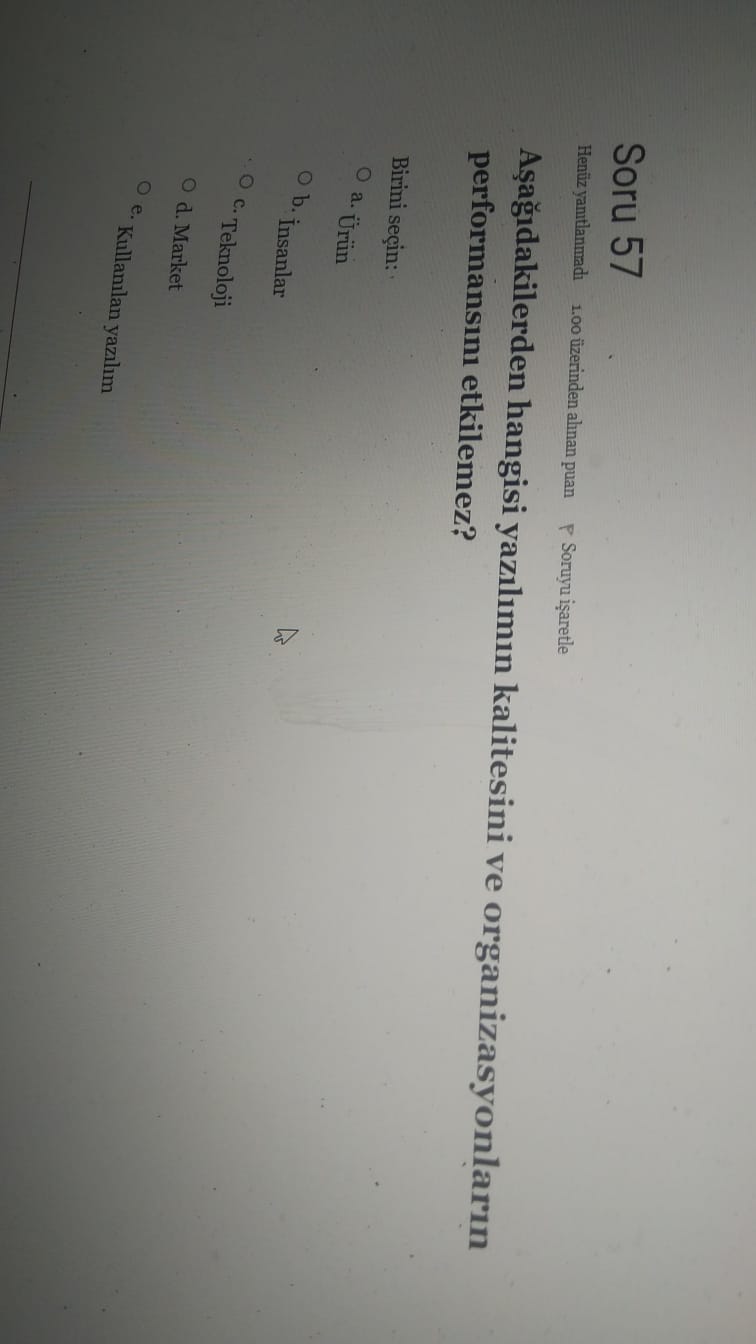 Soru 57
Henüz yanıtlanmadı 1.00 üzerinden alınan puan Soruyu işaretle
Aşağıdakilerden hangisi yazılımın kalitesini ve organizasyonların
performansını etkilemez?
Birini seçin:
a. Ürün
b. İnsanlar
c. Teknoloji
d. Market
e. Kullanılan yazılım